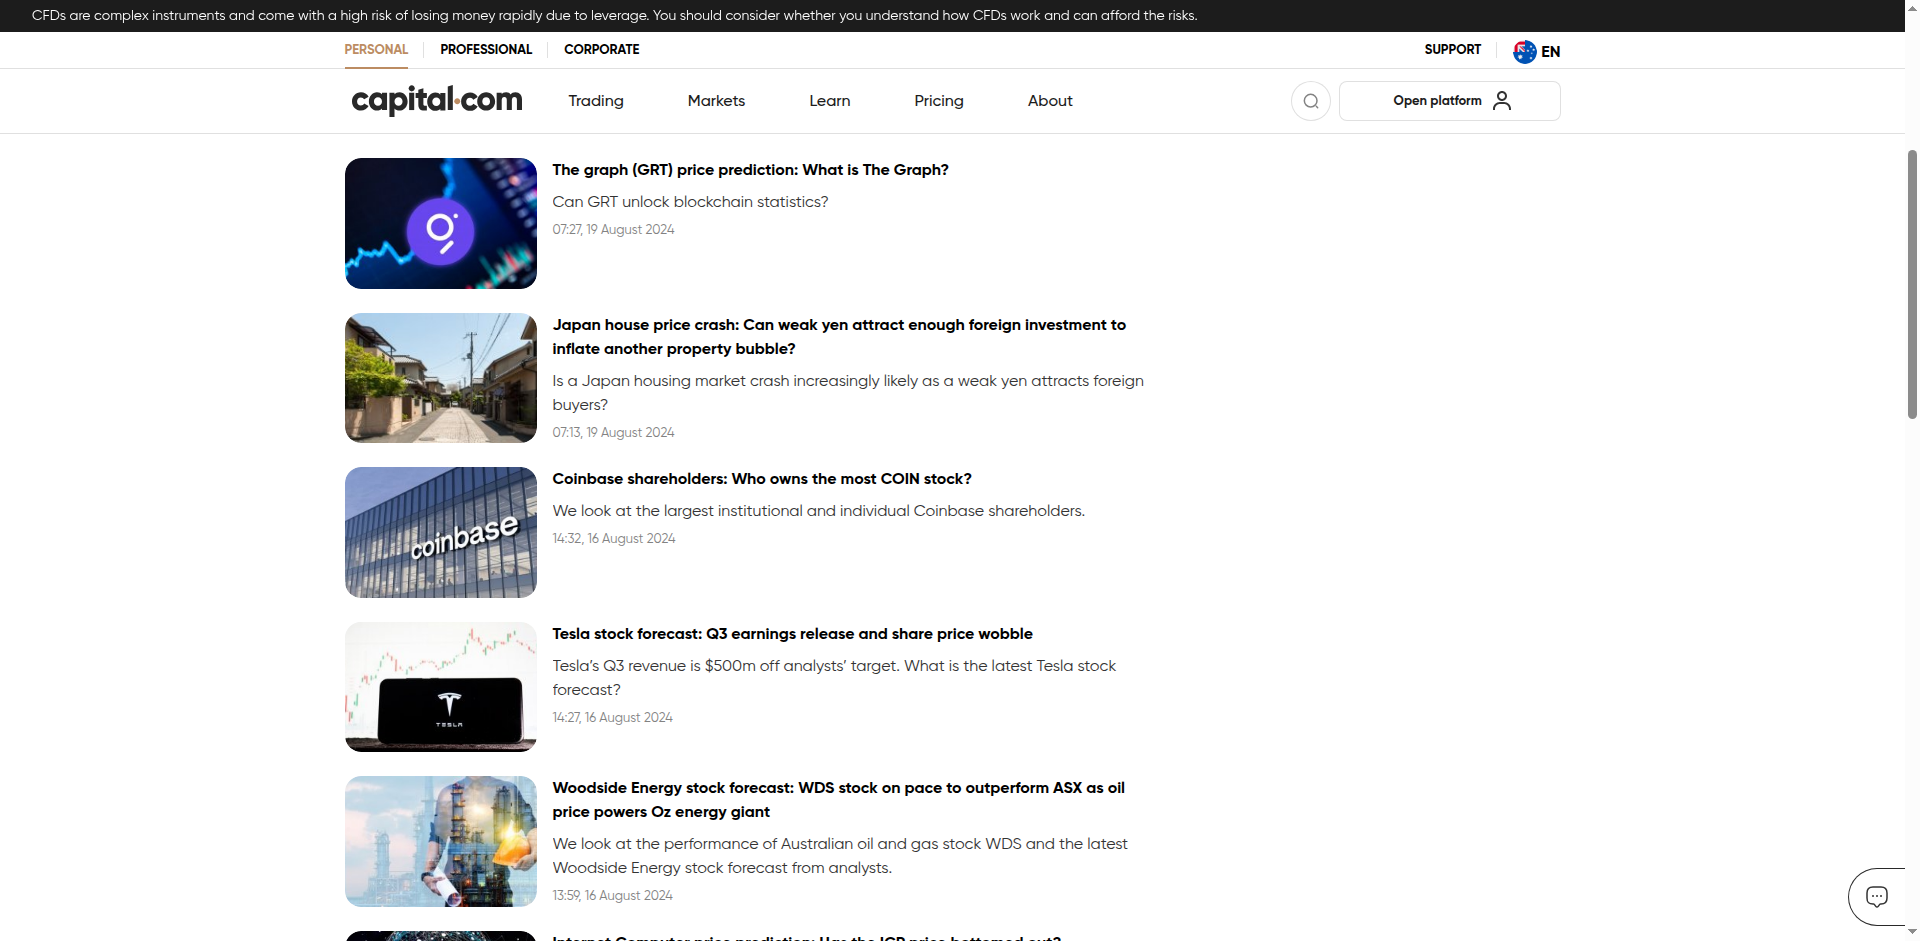 CFDs are complex instruments and come with a high risk of losing money rapidly due to leverage. You should consider whether you understand how CFDs work and can afford the risks.
PERSONAL
PROFESSIONAL
CORPORATE
SUPPORT
EN
capital.com
Trading
Markets
Learn
Pricing
About
Open platform
The graph (GRT) price prediction: What is The Graph?
Can GRT unlock blockchain statistics?
07:27, 19 August 2024
Japan house price crash: Can weak yen attract enough foreign investment to
inflate another property bubble?
Is a Japan housing market crash increasingly likely as a weak yen attracts foreign
buyers?
07:13, 19 August 2024
coinbase
Coinbase shareholders: Who owns the most COIN stock?
We look at the largest institutional and individual Coinbase shareholders.
14:32, 16 August 2024
TESLA
Tesla stock forecast: Q3 earnings release and share price wobble
Tesla’s Q3 revenue is $500m off analysts’ target. What is the latest Tesla stock
forecast?
14:27, 16 August 2024
Woodside Energy stock forecast: WDS stock on pace to outperform ASX as oil
price powers Oz energy giant
We look at the performance of Australian oil and gas stock WDS and the latest
Woodside Energy stock forecast from analysts.
13:59, 16 August 2024
Internet Computer price prediction: Has the ICP price bottomed out?